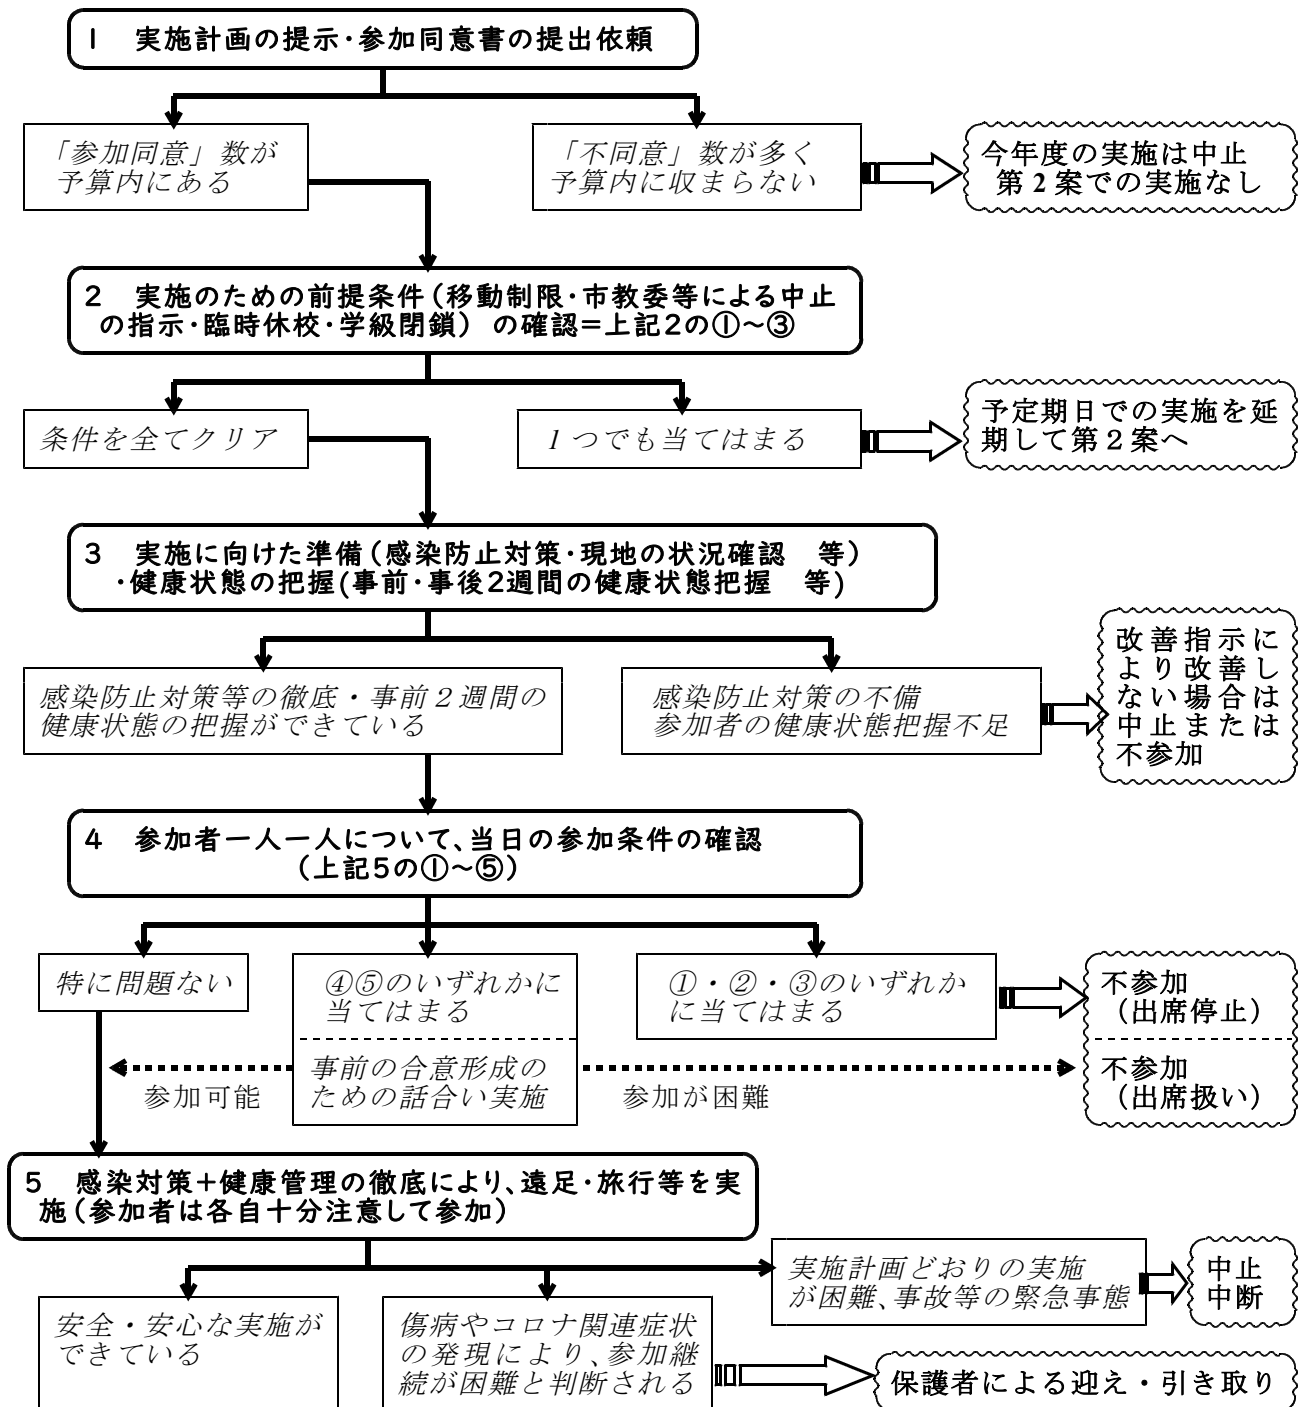 1　実施計画の提示・参加同意書の提出依頼
「参加同意」数が
予算内にある
「不同意」数が多く
予算内に収まらない
今年度の実施は中止
第2案での実施なし
2　実施のための前提条件（移動制限・市教委等による中止
の指示・臨時休校・学級閉鎖）の確認＝上記2の①～③
条件を全てクリア
1つでも当てはまる
予定期日での実施を延
期して第2案へ
3　実施に向けた準備（感染防止対策・現地の状況確認　等）
・健康状態の把握(事前・事後2週間の健康状態把握　等)
感染防止対策等の徹底・事前2週間の
健康状態の把握ができている
感染防止対策の不備
参加者の健康状態把握不足
改善指示に
より改善し
ない場合は
中止または
不参加
4　参加者一人一人について、当日の参加条件の確認
（上記5の①～⑤）
特に問題ない
④⑤のいずれかに
当てはまる
①・②・③のいずれか
に当てはまる
不参加
（出席停止）
事前の合意形成の
ための話合い実施
参加可能
参加が困難
不参加
（出席扱い）
5　感染対策＋健康管理の徹底により、遠足・旅行等を実
施（参加者は各自十分注意して参加）
実施計画どおりの実施
が困難、事故等の緊急事態
中止
中断
安全・安心な実施が
できている
傷病やコロナ関連症状
の発現により、参加継
続が困難と判断される
保護者による迎え・引き取り